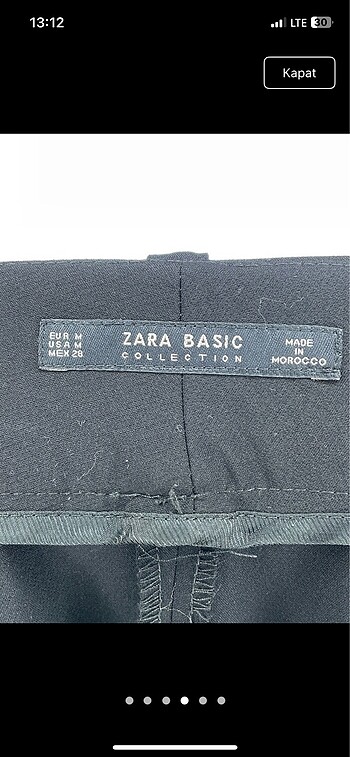 13:12
LTE 30
Kapat
EUR M
USA M
MEX 28
ZARA BASIC
COLLECTION
MADE
IN
MOROCCO